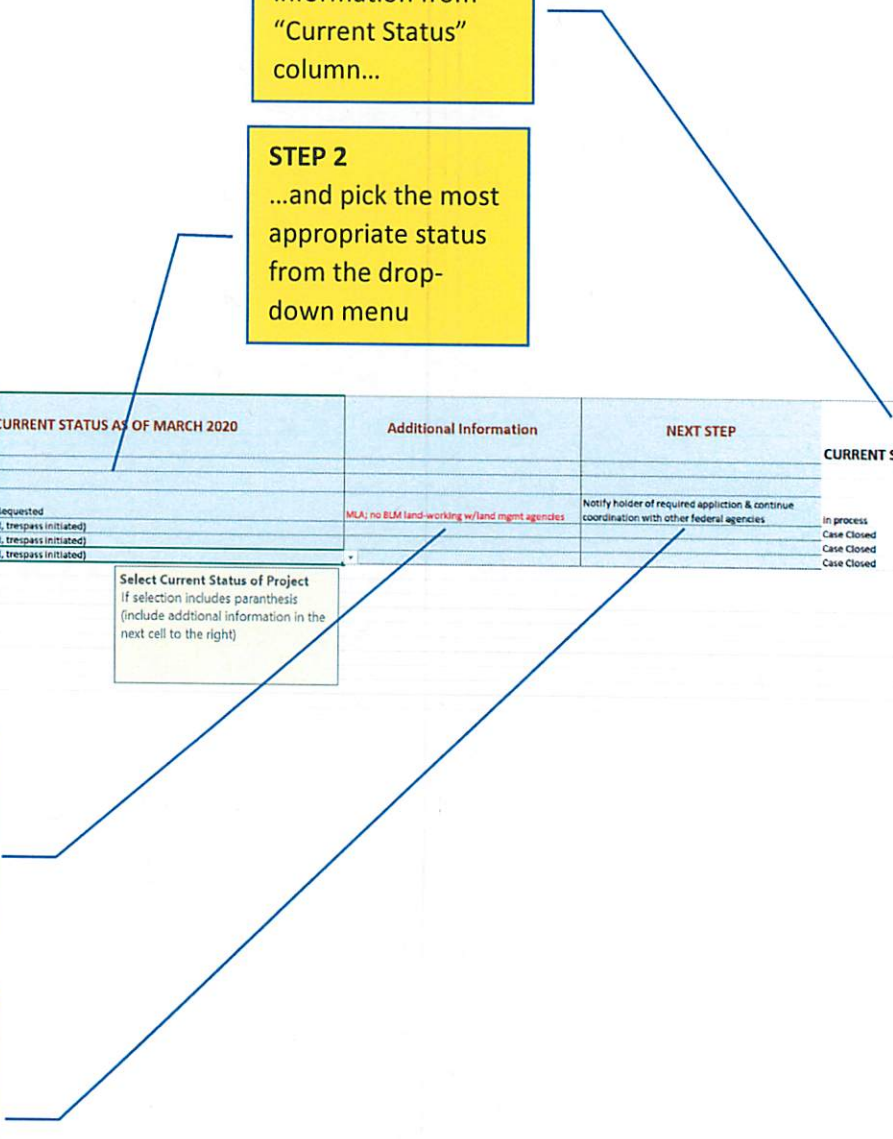 information from
“Current Status”
column...
STEP 2
...and pick the most
appropriate status
from the drop-
down menu
CURRENT STATUS AS OF MARCH 2020
Additional Information
NEXT STEP
CURRENT S
Requested
MLA; no BLM land-working w/land mgmt agencies
Notify holder of required appliction & continue
coordination with other federal agencies
in process
, trespass initiated)
Case Closed
, trespass initiated)
Case Closed
, trespass initiated)
Case Closed
Select Current Status of Project
If selection includes paranthesis
(include addtional information in the
next cell to the right)